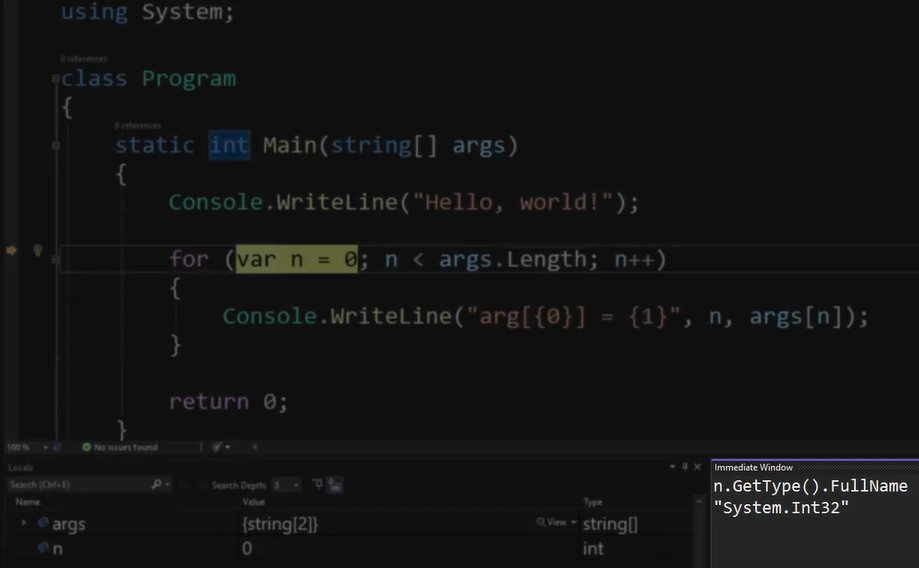 using System;
0 references
class Program
{
0 references
static int Main(string[] args)
{
Console.WriteLine("Hello, world!");
for (var n = 0; n < args.Length; n++)
{
Console.WriteLine("arg[{0}] = {1}", n, args[n]);
}
return 0;
}
100 %
No issues found
Locals
Search (Ctrl+E)
Search Depth: 3
Name Value Type
args {string[2]} View string[]
n 0 int
Immediate Window
n.GetType().FullName
"System.Int32"